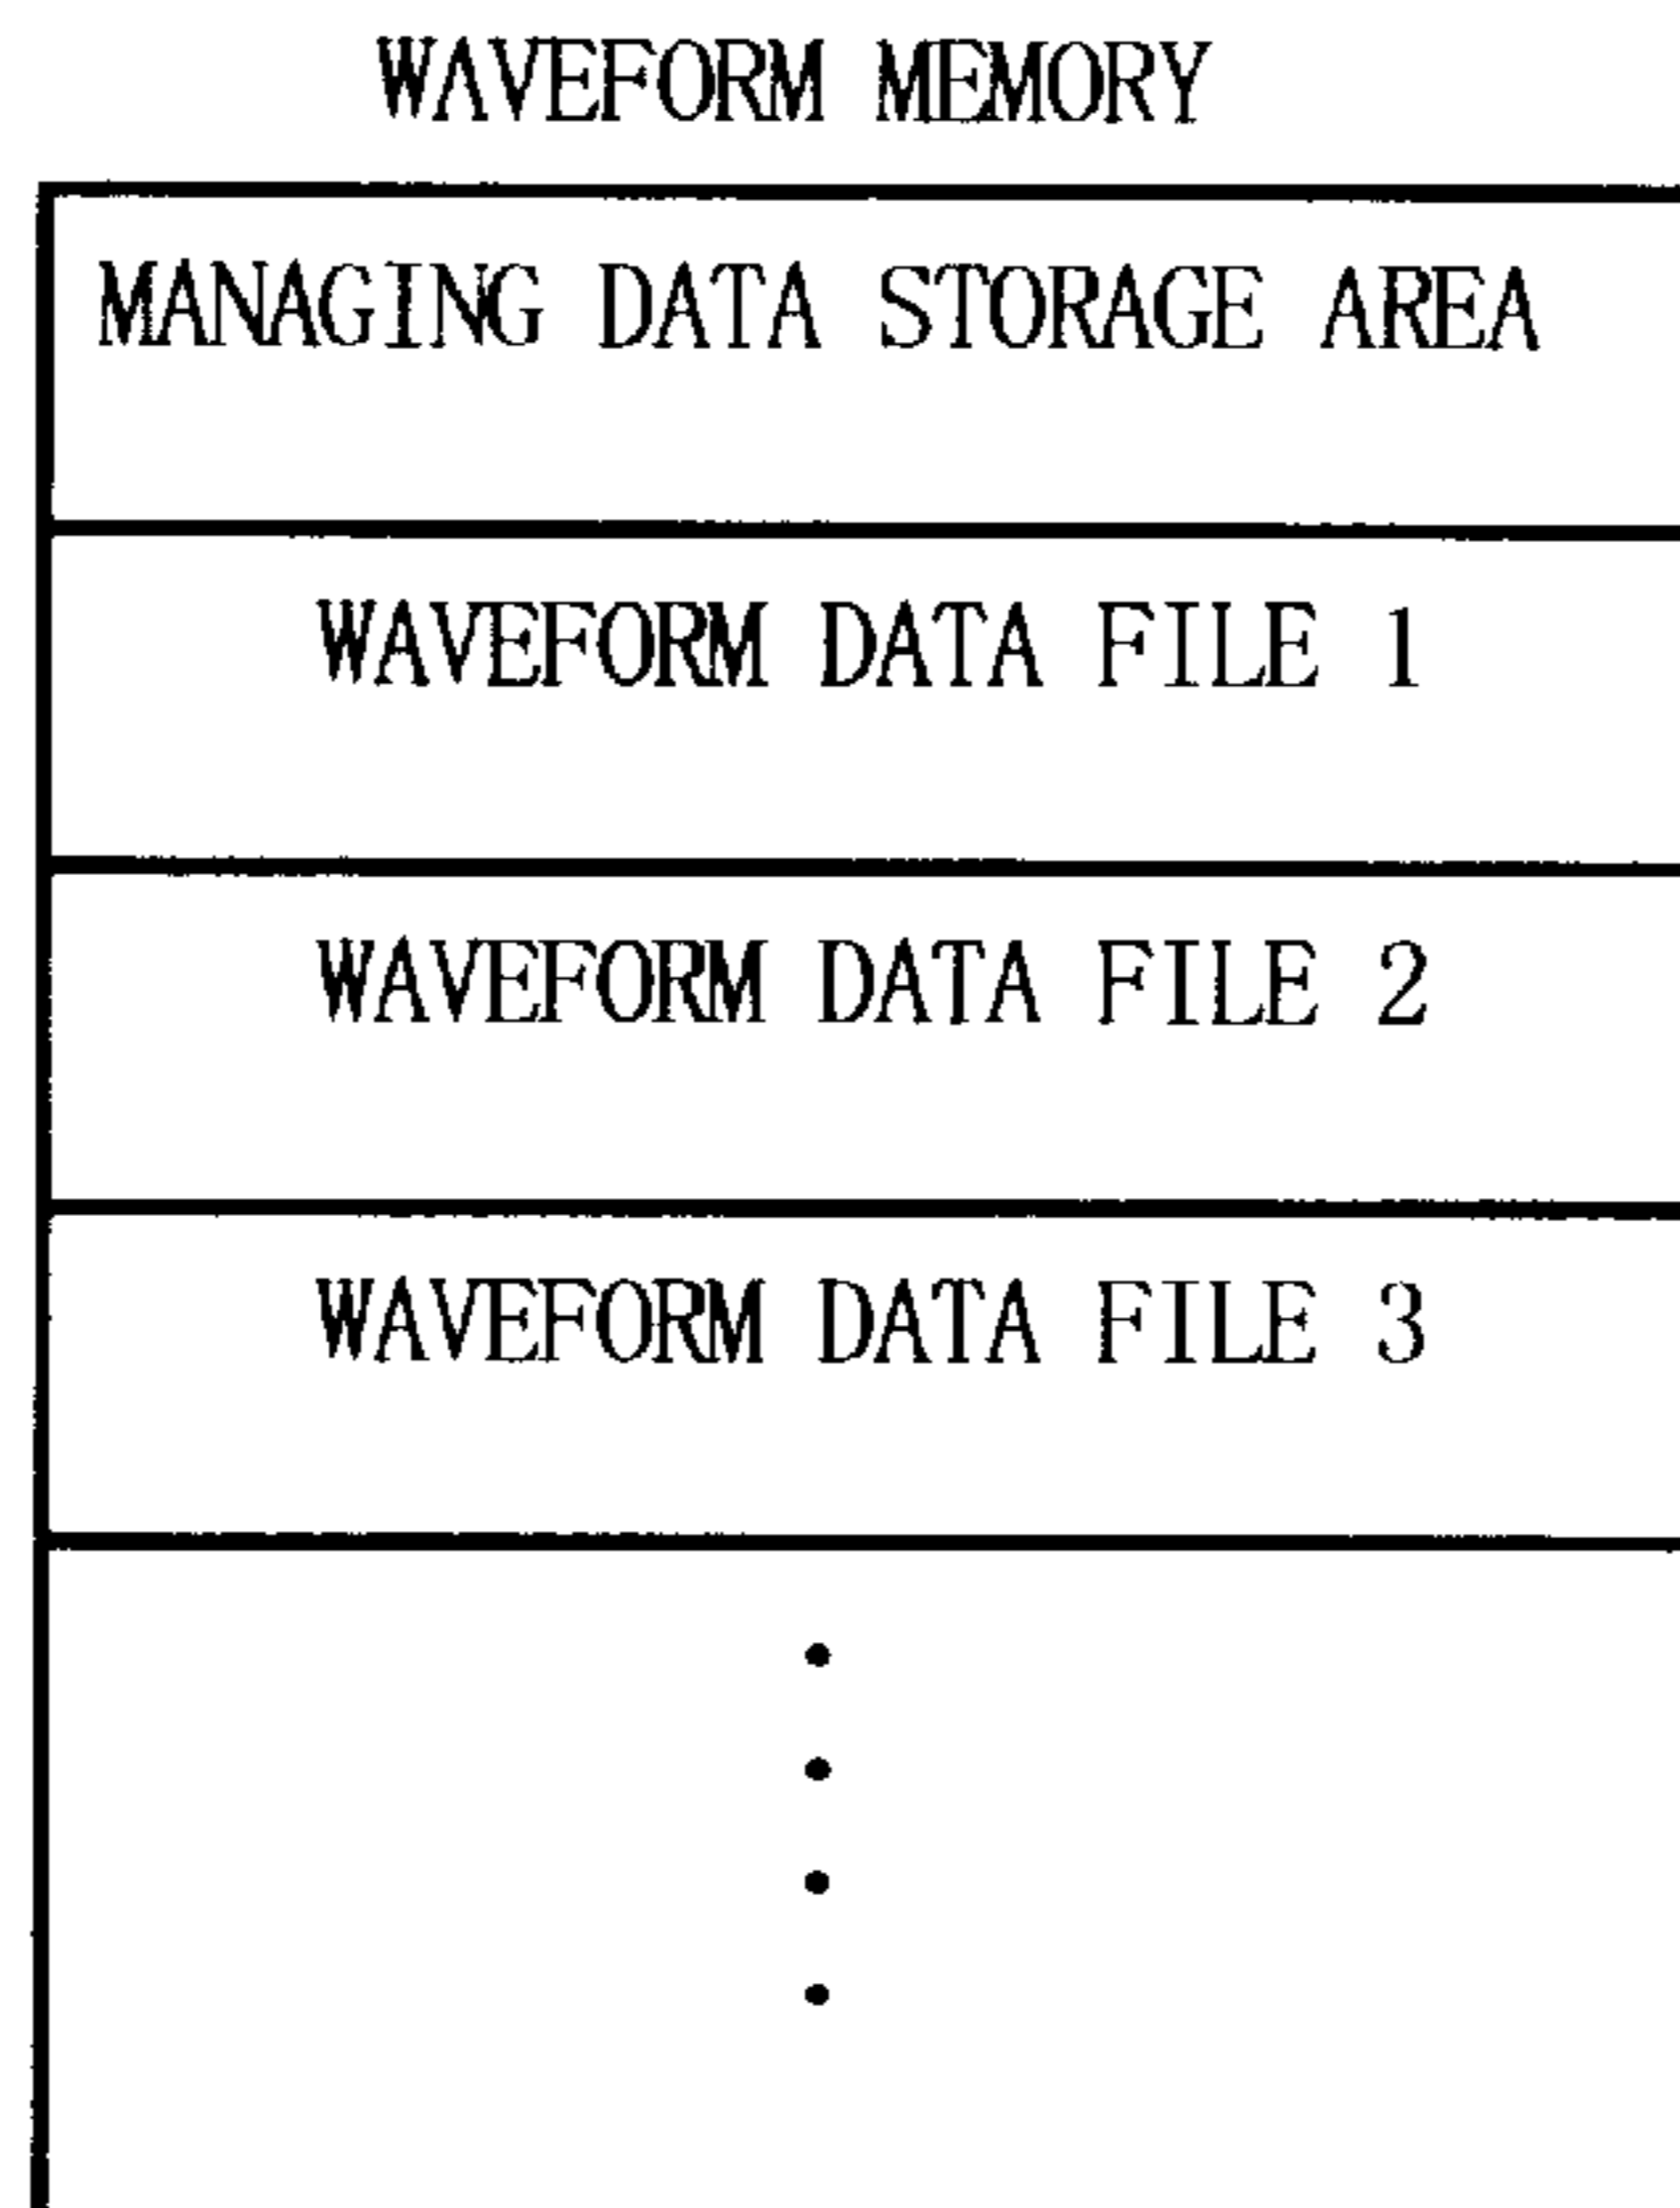 WAVEFORM MEMORY
MANAGING DATA STORAGE AREA
WAVEFORM DATA FILE 1
WAVEFORM DATA FILE 2
WAVEFORM DATA FILE 3